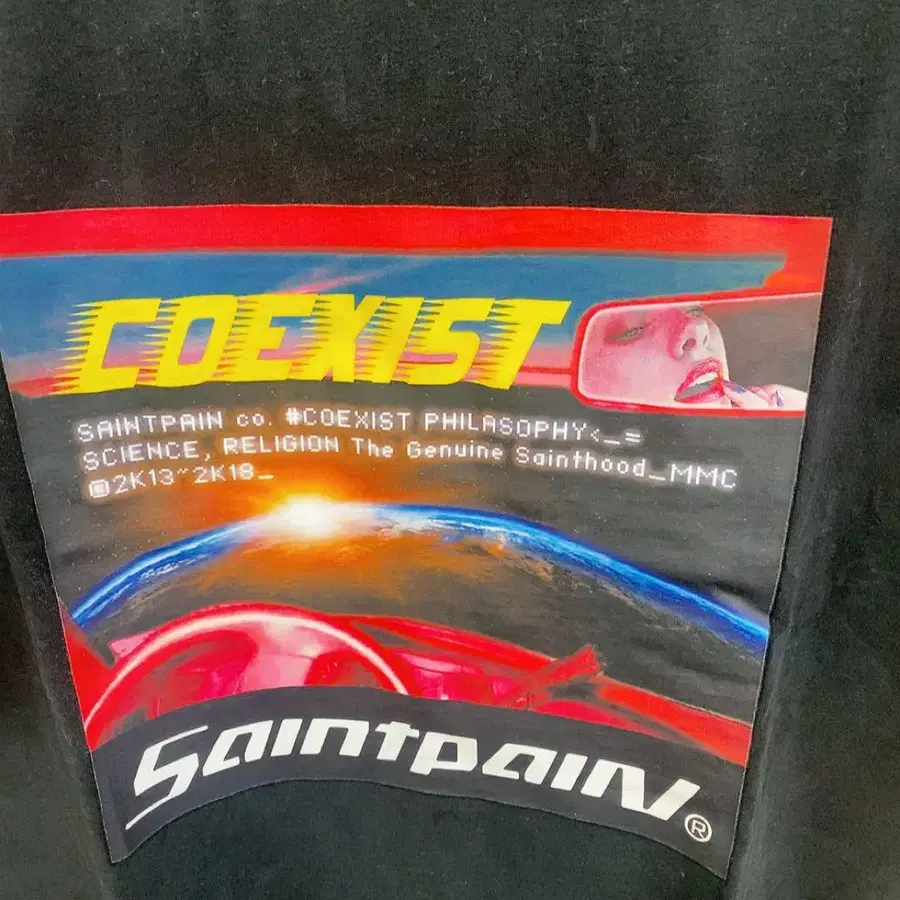 COEXIST
SAINTPAIN co. #COEXIST PHILASOPHY<_=
SCIENCE, RELIGION The Genuine Sainthood_MMC
@2K13~2K18_
Saintpain®